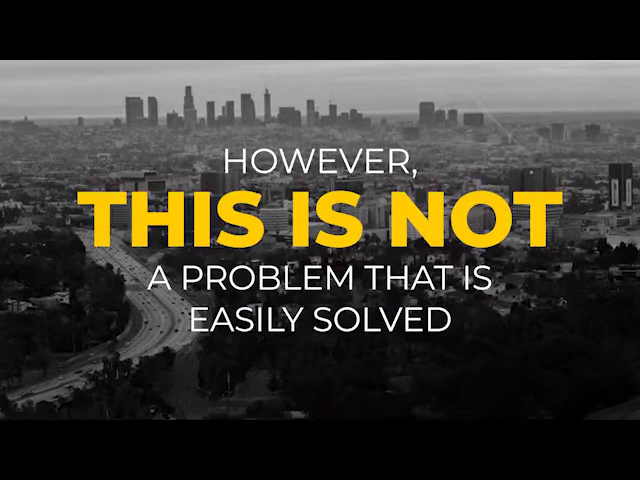 HOWEVER,
THIS IS NOT
A PROBLEM THAT IS
EASILY SOLVED